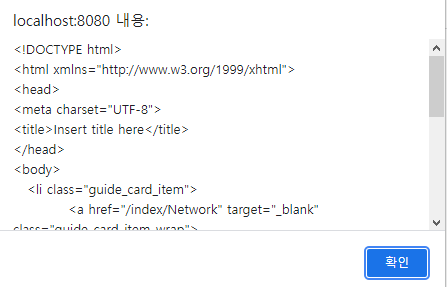 localhost:8080 내용:
<!DOCTYPE html>
<html xmlns="http://www.w3.org/1999/xhtml">
<head>
<meta charset="UTF-8">
<title>Insert title here</title>
</head>
<body>
<li class="guide_card_item">
<a href="/index/Network" target="_blank"
class="guide_card_item_wrap">
확인